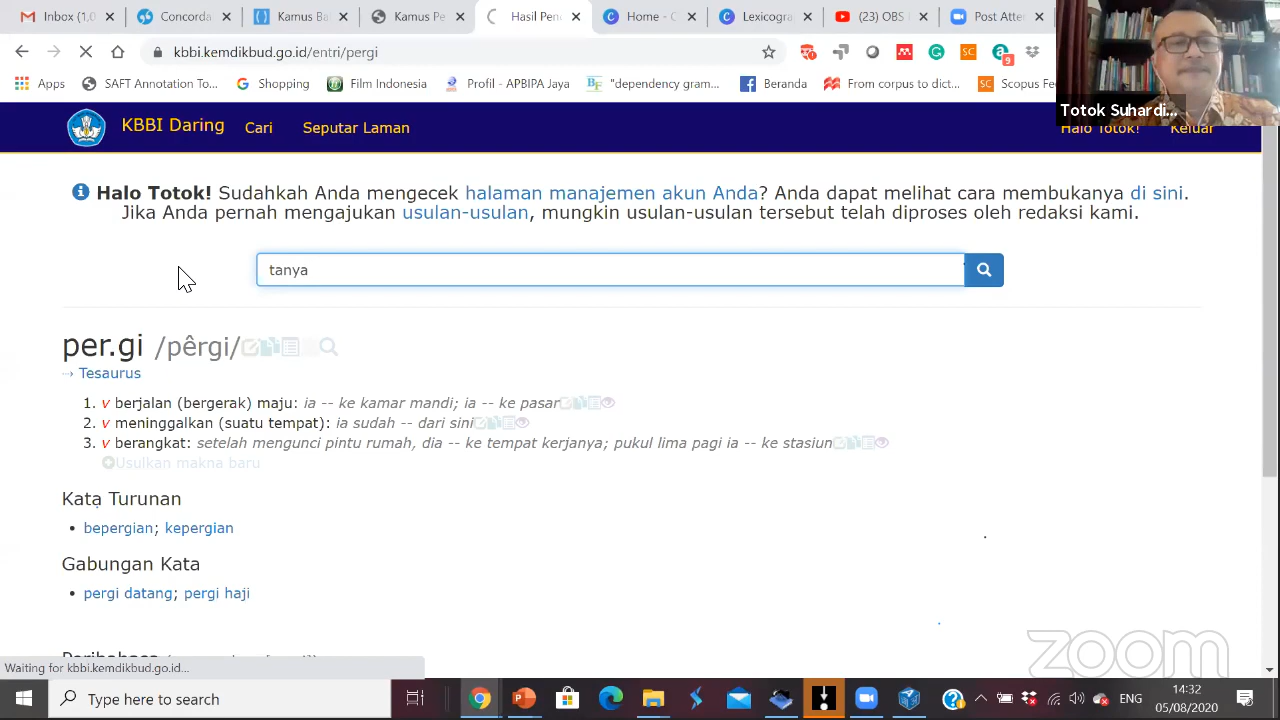 Inbox (1,0
Concorda
Kamus Ba
Kamus Pe
Hasil Pen
Home - C
Lexicogra
(23) OBS
Post Atter
kbbi.kemdikbud.go.id/entri/pergi
SC
9
Apps
SAFT Annotation To...
Shopping
Film Indonesia
Profil - APBIPA Jaya
"dependency gram...
Beranda
From corpus to dict...
SC Scopus Fee
Totok Suhardi...
KBBI Daring
Cari
Seputar Laman
Halo Totok!
Keluar
Halo Totok! Sudahkah Anda mengecek halaman manajemen akun Anda? Anda dapat melihat cara membukanya di sini.
Jika Anda pernah mengajukan usulan-usulan, mungkin usulan-usulan tersebut telah diproses oleh redaksi kami.
tanya
per.gi /pêrgi/
Tesaurus
1. v berjalan (bergerak) maju: ia -- ke kamar mandi; ia -- ke pasar
2. v meninggalkan (suatu tempat): ia sudah -- dari sini
3. v berangkat: setelah mengunci pintu rumah, dia -- ke tempat kerjanya; pukul lima pagi ia -- ke stasiun
Usulkan makna baru
Kata Turunan
• bepergian; kepergian
Gabungan Kata
• pergi datang; pergi haji
Waiting for kbbi.kemdikbud.go.id...
zoom
Type here to search
ENG
14:32
05/08/2020